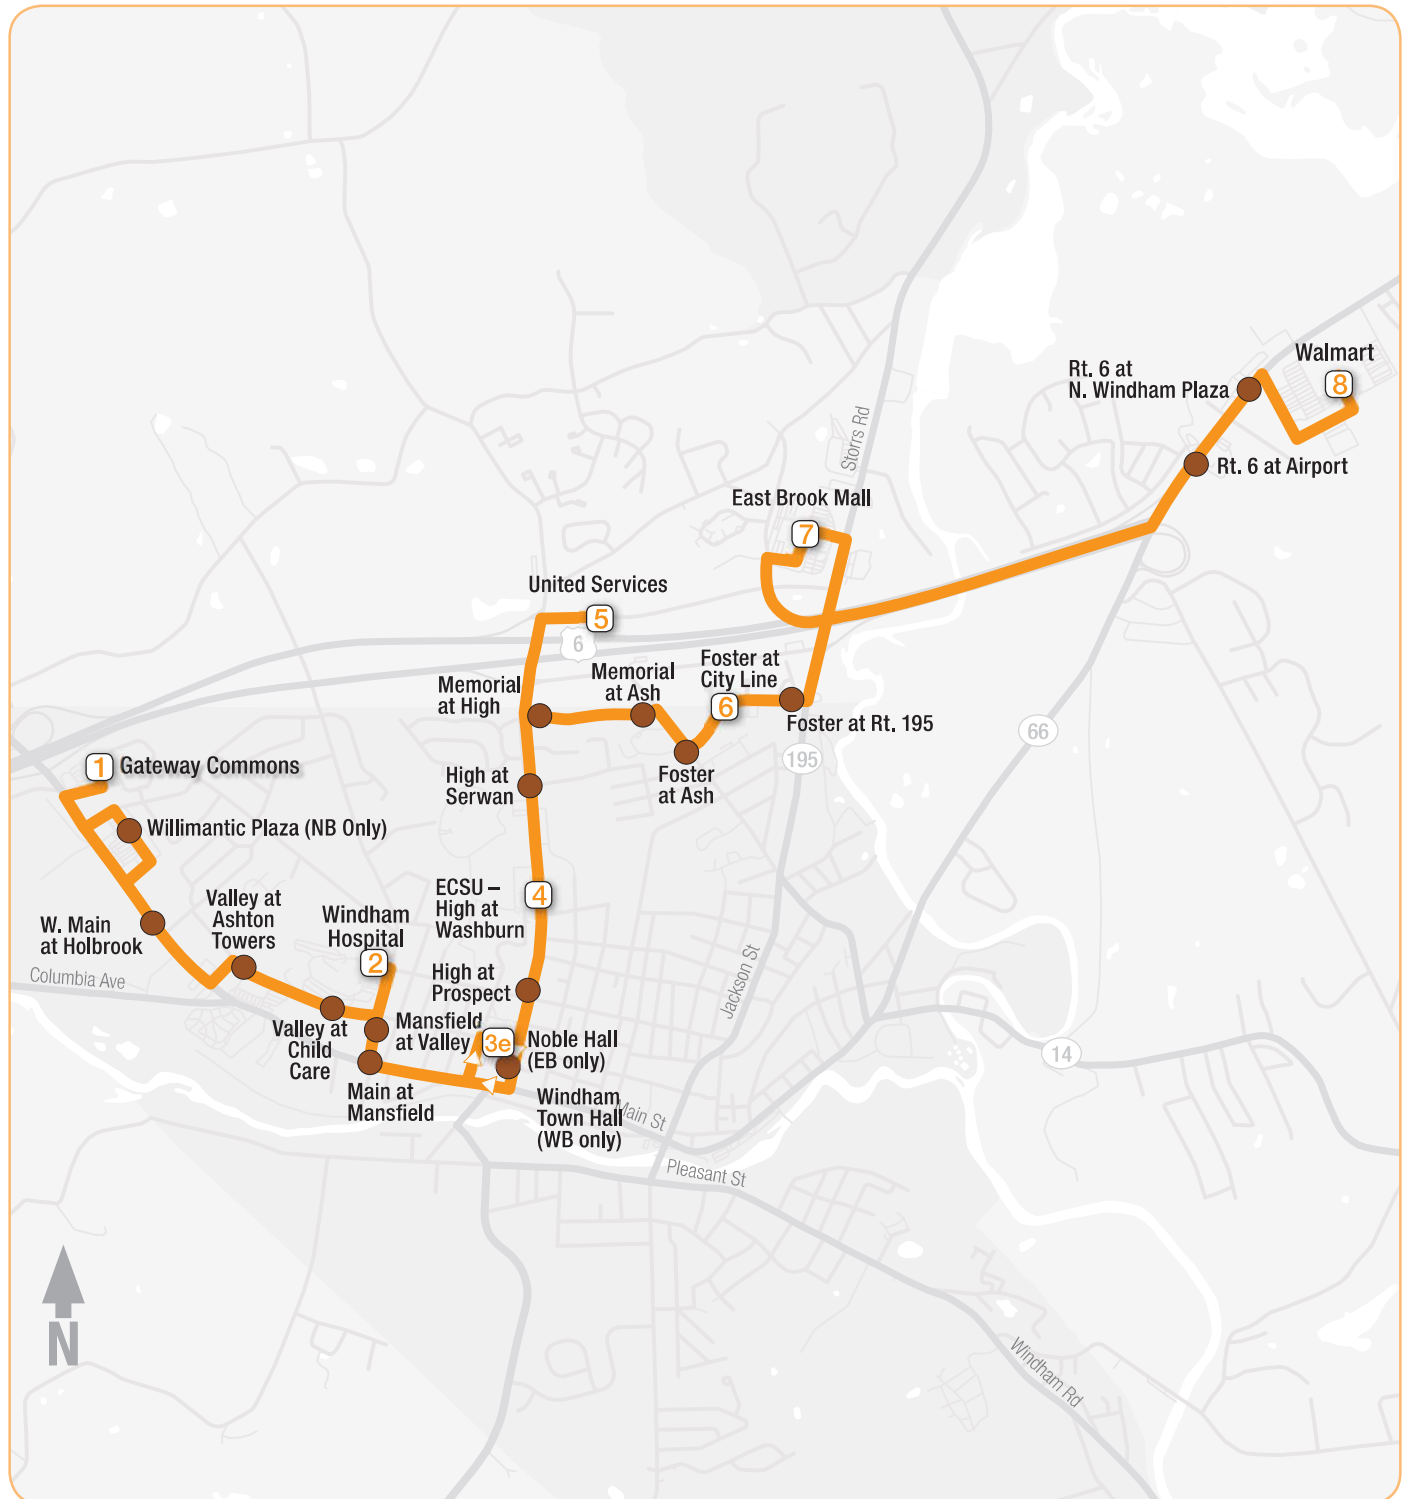 Walmart
8
Rt. 6 at
N. Windham Plaza
Rt. 6 at Airport
Storrs Rd
East Brook Mall
7
United Services
5
6
Foster at
City Line
6
Memorial
at Ash
Memorial
at High
Foster at Rt. 195
66
195
1
Gateway Commons
High at
Serwan
Foster
at Ash
Willimantic Plaza (NB Only)
ECSU –
High at
Washburn
4
Valley at
Ashton
Towers
Windham
Hospital
2
W. Main
at Holbrook
Columbia Ave
High at
Prospect
Jackson St
Mansfield
at Valley
3e
Noble Hall
(EB only)
Valley at
Child
Care
14
Main at
Mansfield
Windham
Town Hall
(WB only)
Main St
Pleasant St
N
Windham Rd